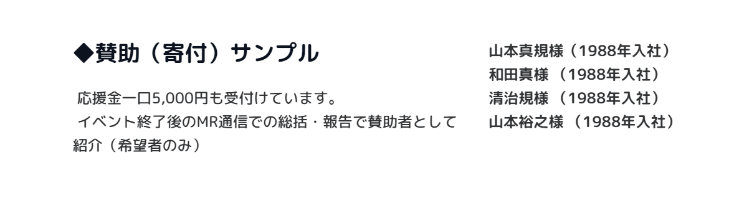 ◆賛助（寄付）サンプル
応援金一口5,000円も受付けています。
イベント終了後のMR通信での総括・報告で賛助者として
紹介（希望者のみ）
山本真規様（1988年入社）
和田真様 （1988年入社）
清治規様 （1988年入社）
山本裕之様 （1988年入社）